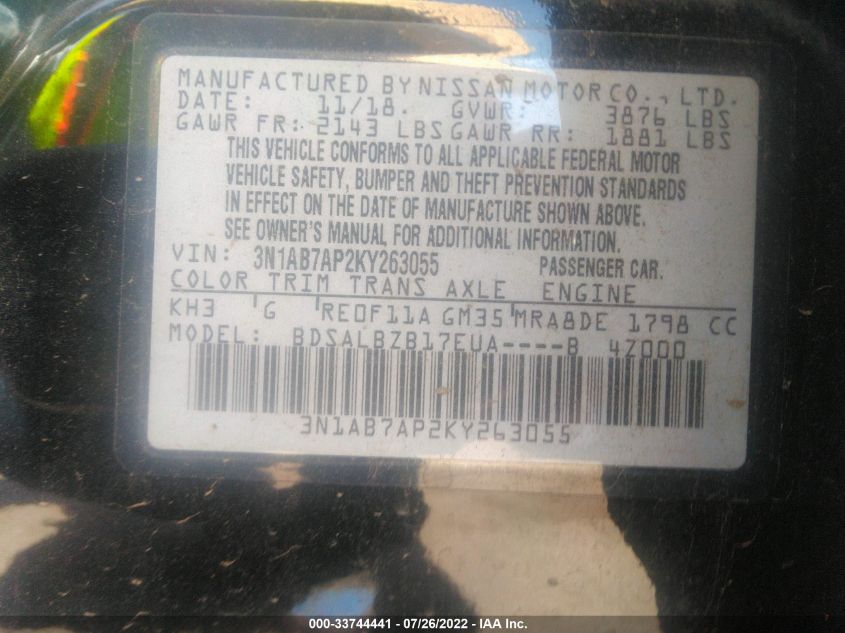 MANUFACTURED BY NISSAN MOTOR CO., LTD.
DATE: 11/18. GVWR: 3876 LBS
GAWR FR: 2143 LBS GAWR RR: 1881 LBS
THIS VEHICLE CONFORMS TO ALL APPLICABLE FEDERAL MOTOR
VEHICLE SAFETY, BUMPER AND THEFT PREVENTION STANDARDS
IN EFFECT ON THE DATE OF MANUFACTURE SHOWN ABOVE.
SEE OWNER'S MANUAL FOR ADDITIONAL INFORMATION.
VIN: 3N1AB7AP2KY263055 PASSENGER CAR.
COLOR TRIM TRANS AXLE ENGINE
KH3 G RE0F11A GM35 MRA8DE 1798 CC
MODEL: BDSALBZB17EUA----B 4Z000
3N1AB7AP2KY263055
000-33744441 - 07/26/2022 - IAA Inc.